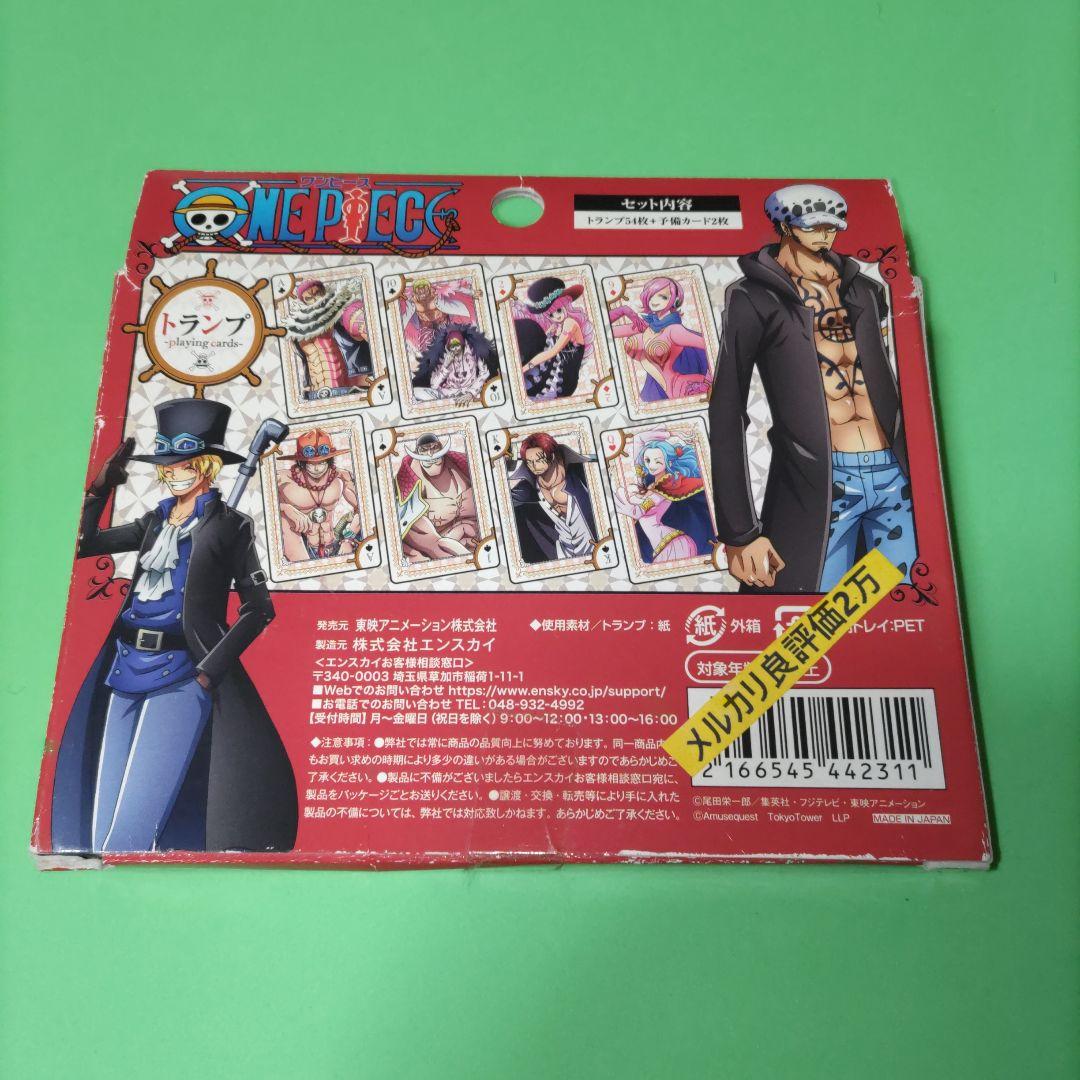 ワンピース
ONE PIECE
セット内容
トランプ54枚+予備カード2枚
トランプ
~playing cards~
A
10
2
9
A
K
Q
発売元 東映アニメーション株式会社
製造元 株式会社エンスカイ
<エンスカイお客様相談窓口>
〒340-0003 埼玉県草加市稲荷1-11-1
■Webでのお問い合わせ https://www.ensky.co.jp/support/
■お電話でのお問い合わせ TEL:048-932-4992
【受付時間】月〜金曜日(祝日を除く)9:00〜12:00・13:00〜16:00
◆使用素材/トランプ:紙
紙 外箱
トレイ:PET
対象年
メルカリ良評価2万
◆注意事項:●弊社では常に商品の品質向上に努めております。同一商品内
もお買い求めの時期により多少の違いがある場合がございますのであらかじめご
了承ください。●製品に不備がございましたらエンスカイお客様相談窓口宛に、
製品をパッケージごとお送りください。●譲渡・交換・転売等により手に入れた
製品の不備については、弊社では対応致しかねます。あらかじめご了承ください。
2 166545 442311
©尾田栄一郎/集英社・フジテレビ・東映アニメーション
©Amusequest TokyoTower LLP
MADE IN JAPAN